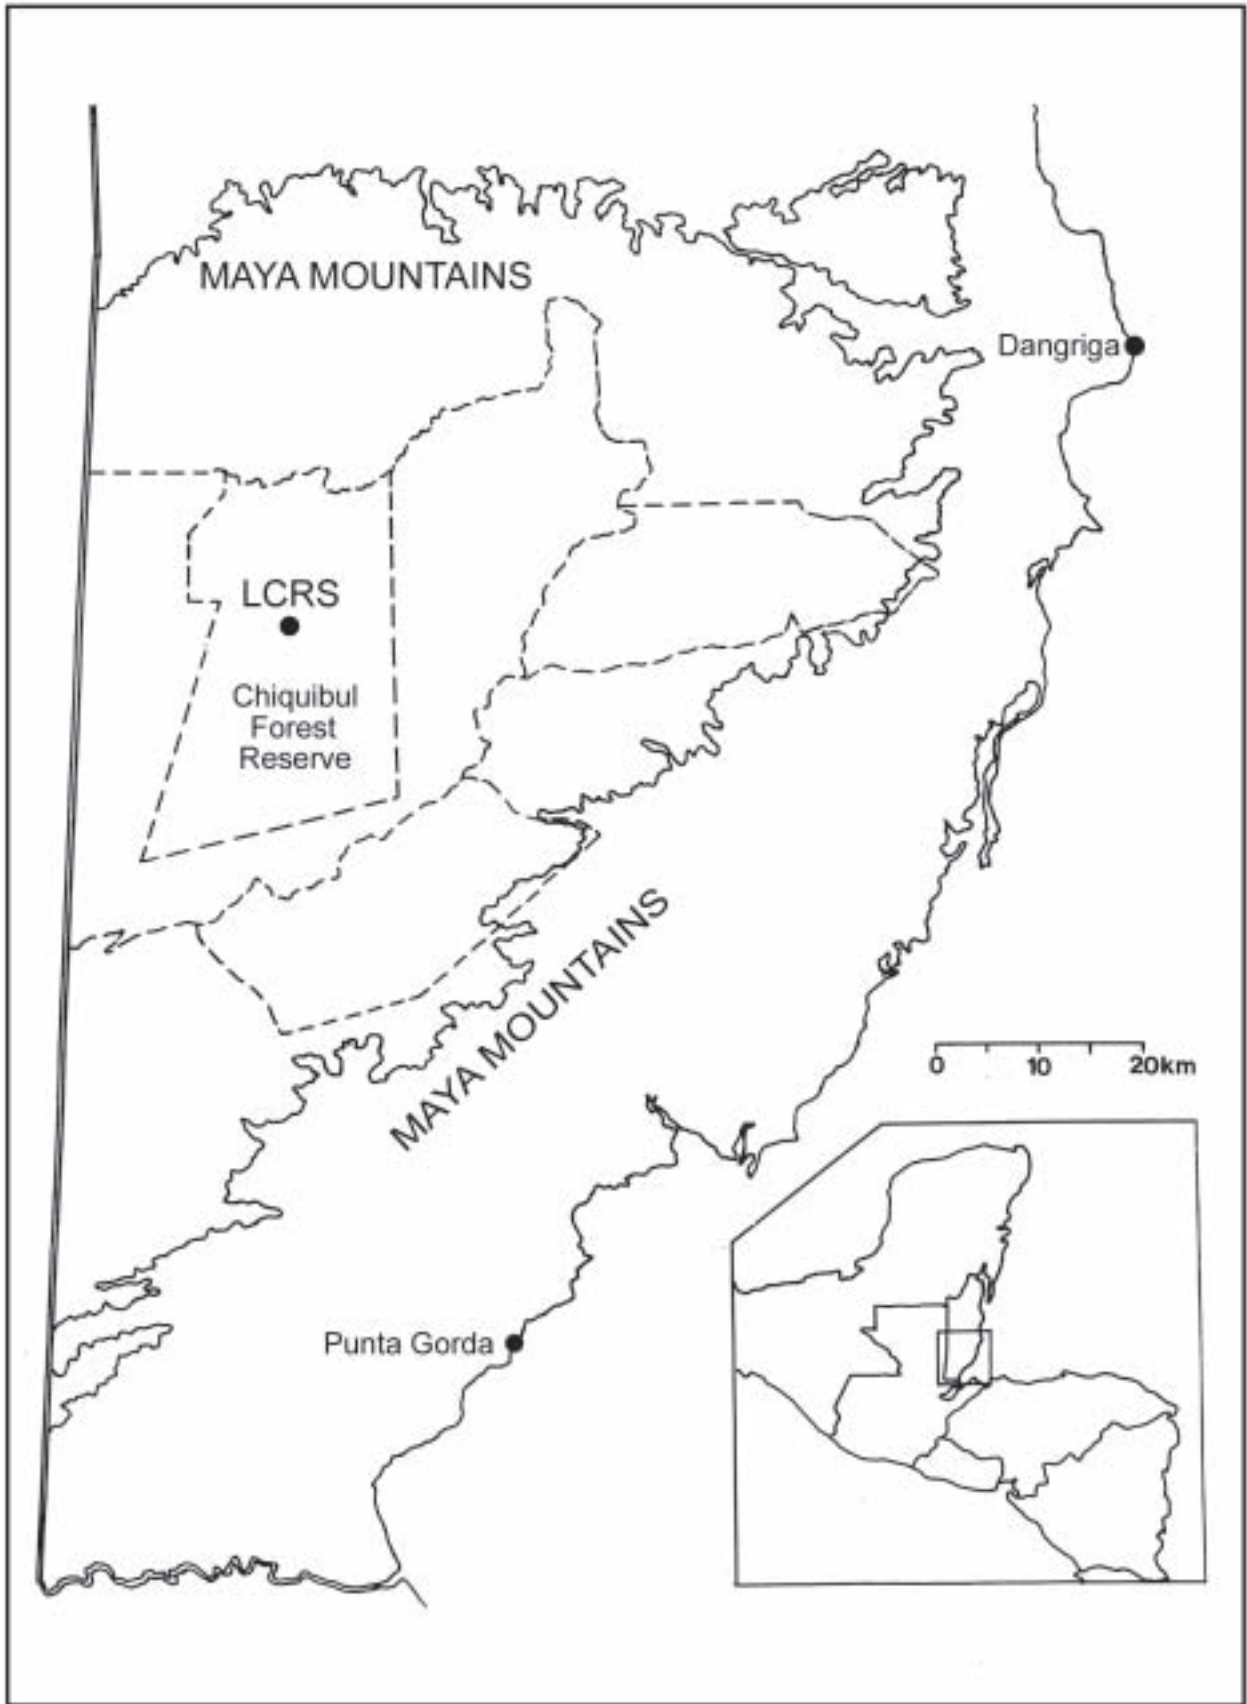 MAYA MOUNTAINS
Dangriga
LCRS
Chiquibul
Forest
Reserve
MAYA MOUNTAINS
0 10 20km
Punta Gorda